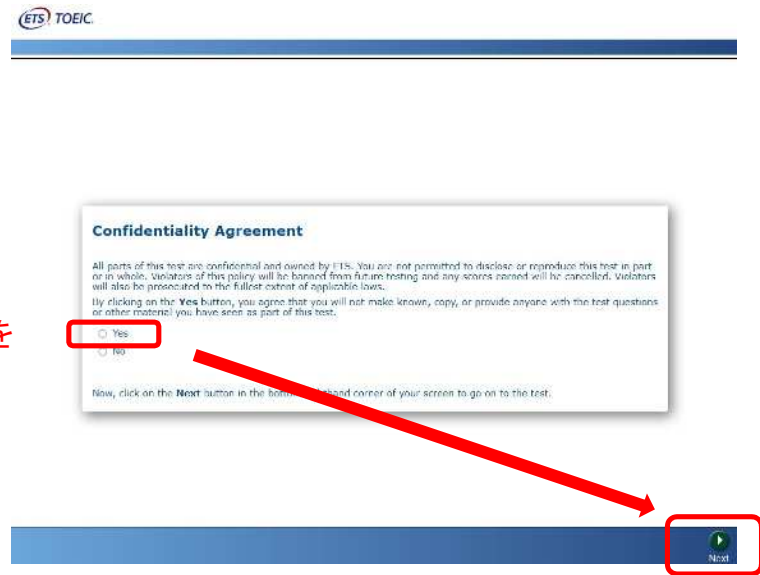 ETS TOEIC.
Confidentiality Agreement
All parts of this test are confidential and owned by ETS. You are not permitted to disclose or reproduce this test in part
or in whole. Violators of this policy will be banned from future testing and any scores earned will be cancelled. Violators
will also be prosecuted to the fullest extent of applicable laws.
By clicking on the Yes button, you agree that you will not make known, copy, or provide anyone with the test questions
or other material you have seen as part of this test.
を
Yes
No
Now, click on the Next button in the hand corner of your screen to go on to the test.
Next